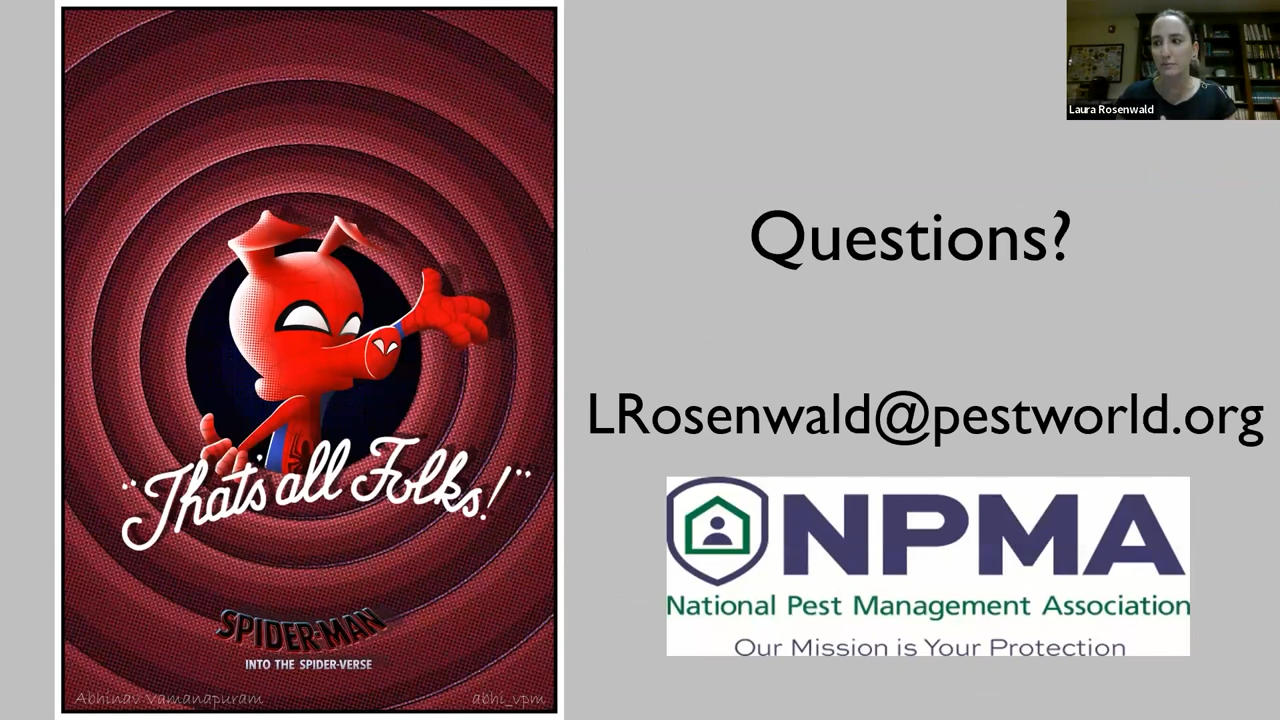 "That's all Folks!"
SPIDER-MAN
INTO THE SPIDER-VERSE
Abhinav Vamanapuram
abhi_vpm
Laura Rosenwald
Questions?
LRosenwald@pestworld.org
NPMA
National Pest Management Association
Our Mission is Your Protection